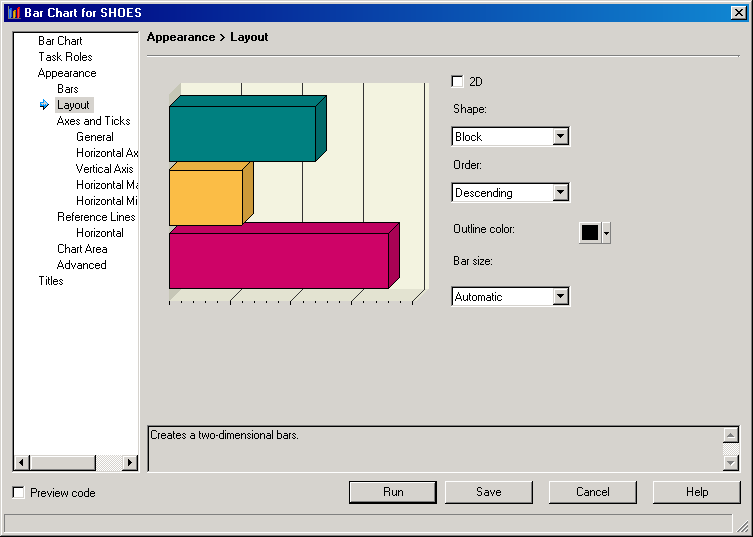 Bar Chart for SHOES
Bar Chart
Task Roles
Appearance
Bars
Layout
Axes and Ticks
General
Horizontal Ax
Vertical Axis
Horizontal Ma
Horizontal Mi
Reference Lines
Horizontal
Chart Area
Advanced
Titles
Appearance > Layout
2D
Shape:
Block
Order:
Descending
Outline color:
Bar size:
Automatic
Creates a two-dimensional bars.
Preview code
Run
Save
Cancel
Help